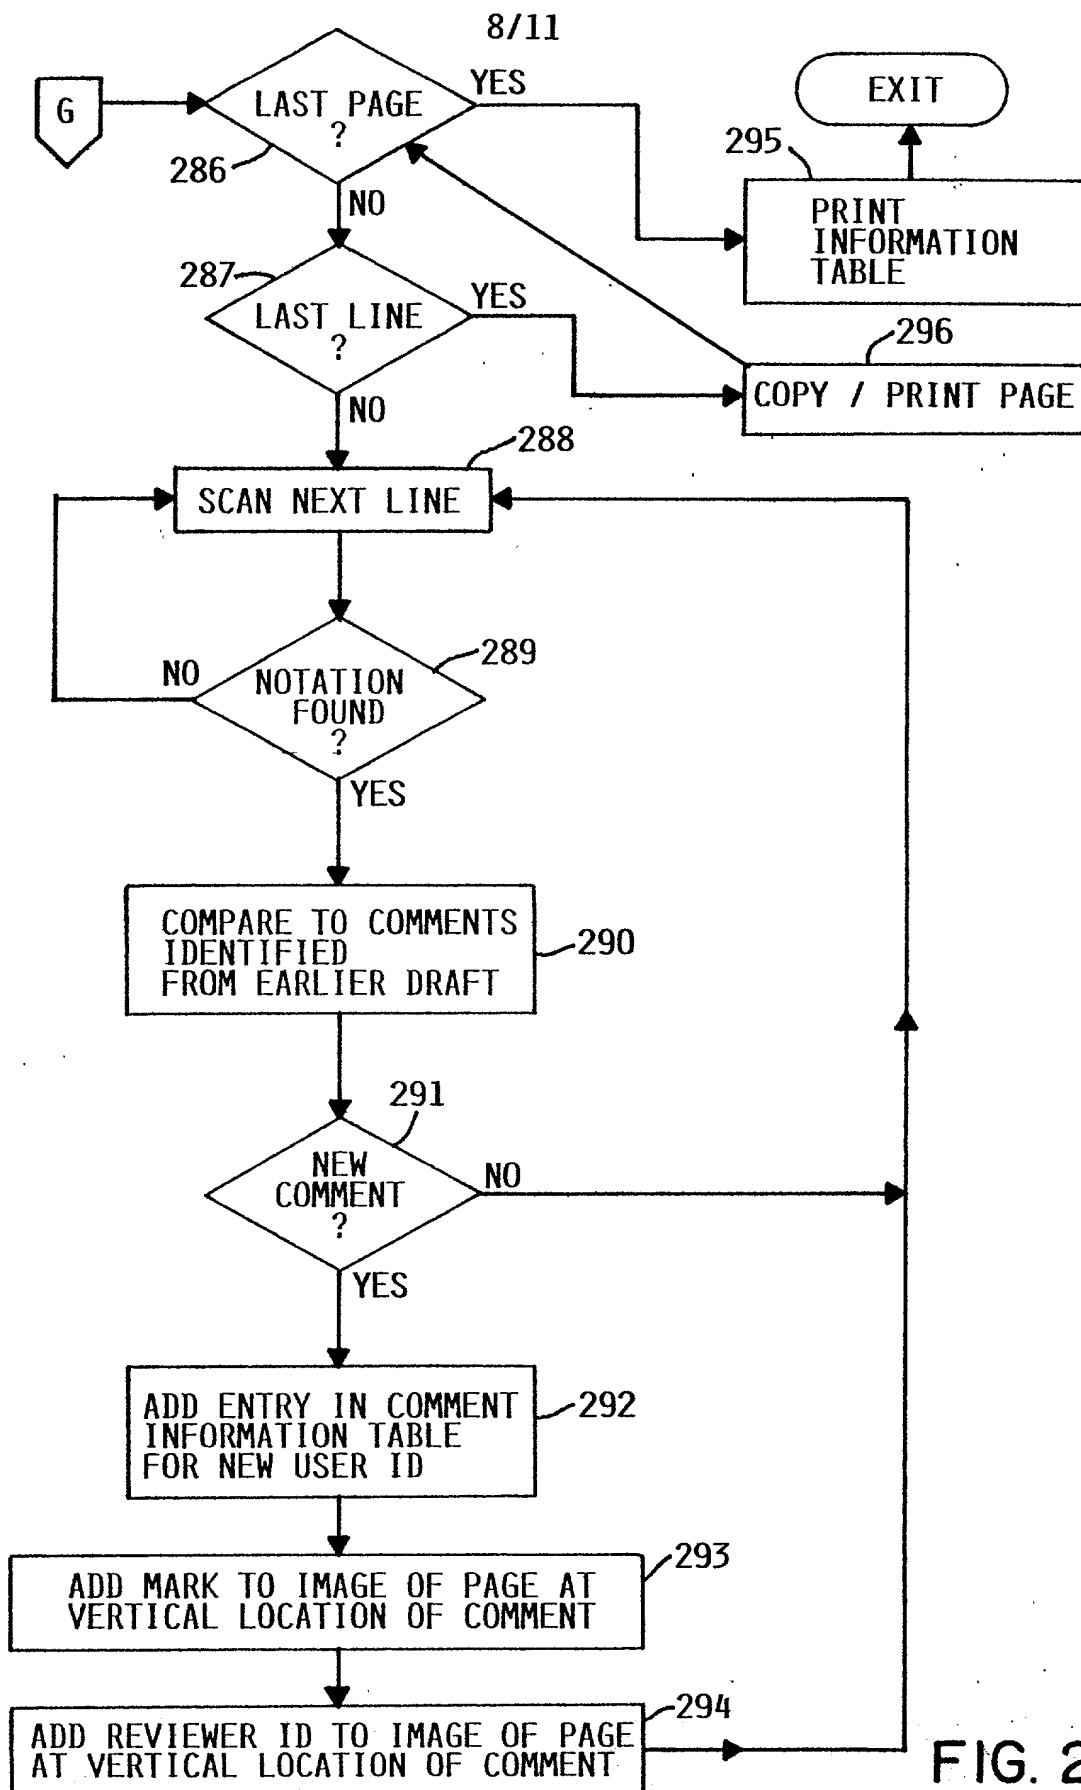 8/11
G
LAST PAGE
?
YES
EXIT
286
295
NO
PRINT
INFORMATION
TABLE
287
LAST LINE
?
YES
296
COPY / PRINT PAGE
NO
288
SCAN NEXT LINE
289
NO
NOTATION
FOUND
?
YES
COMPARE TO COMMENTS
IDENTIFIED
FROM EARLIER DRAFT
290
291
NEW
COMMENT
?
NO
YES
ADD ENTRY IN COMMENT
INFORMATION TABLE
FOR NEW USER ID
292
293
ADD MARK TO IMAGE OF PAGE AT
VERTICAL LOCATION OF COMMENT
294
ADD REVIEWER ID TO IMAGE OF PAGE
AT VERTICAL LOCATION OF COMMENT
FIG. 2